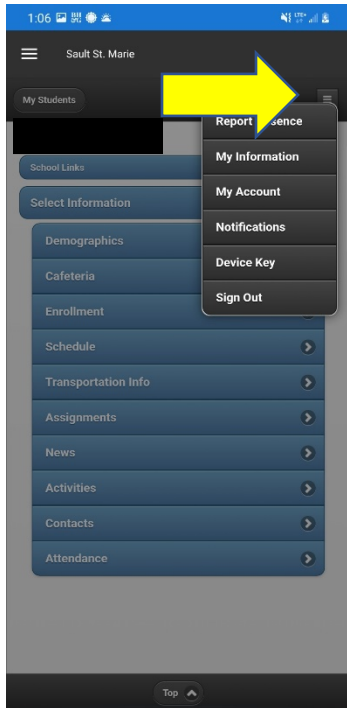 1:06
LTE+
Sault St. Marie
My Students
Report sence
My Information
My Account
Notifications
Device Key
Sign Out
School Links
Select Information
Demographics
Cafeteria
Enrollment
Schedule
Transportation Info
Assignments
News
Activities
Contacts
Attendance
Top